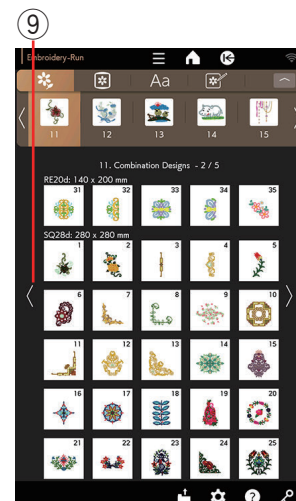 9
Embroidery-Run
Aa
11 12 13 14 15
11. Combination Designs - 2 / 5
RE20d: 140 x 200 mm
31 32 33 34 35
SQ28d: 280 x 280 mm
1 2 3 4 5
6 7 8 9 10
11 12 13 14 15
16 17 18 19 20
21 22 23 24 25
?